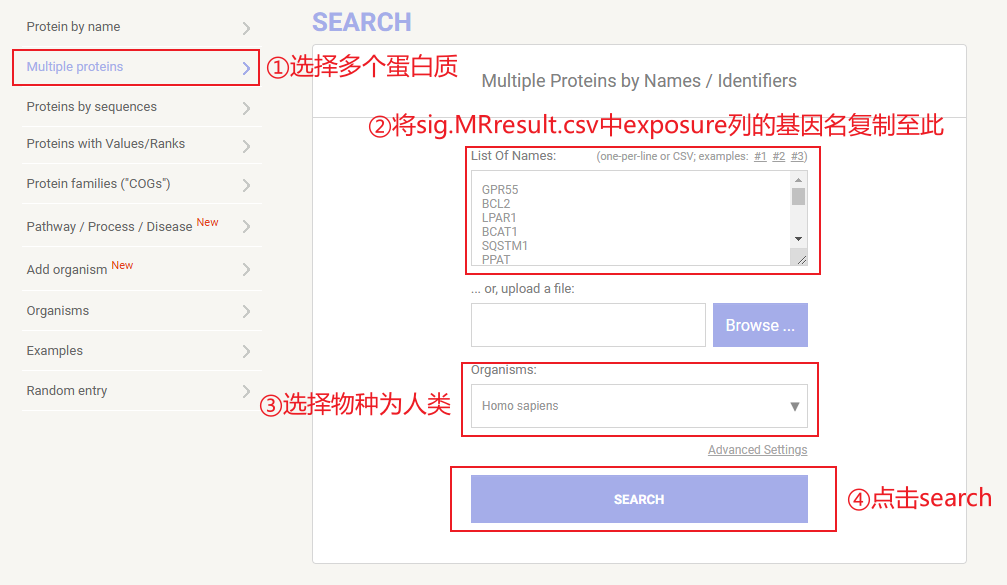 Protein by name
Multiple proteins
Proteins by sequences
Proteins with Values/Ranks
Protein families ("COGs")
Pathway / Process / Disease New
Add organism New
Organisms
Examples
Random entry
①选择多个蛋白质
SEARCH
Multiple Proteins by Names / Identifiers
②将sig.MRresult.csv中exposure列的基因名复制至此
List Of Names:
(one-per-line or CSV; examples: #1 #2 #3)
GPR55
BCL2
LPAR1
BCAT1
SQSTM1
PPAT
... or, upload a file:
Browse ...
③选择物种为人类
Organisms:
Homo sapiens
Advanced Settings
SEARCH
④点击search